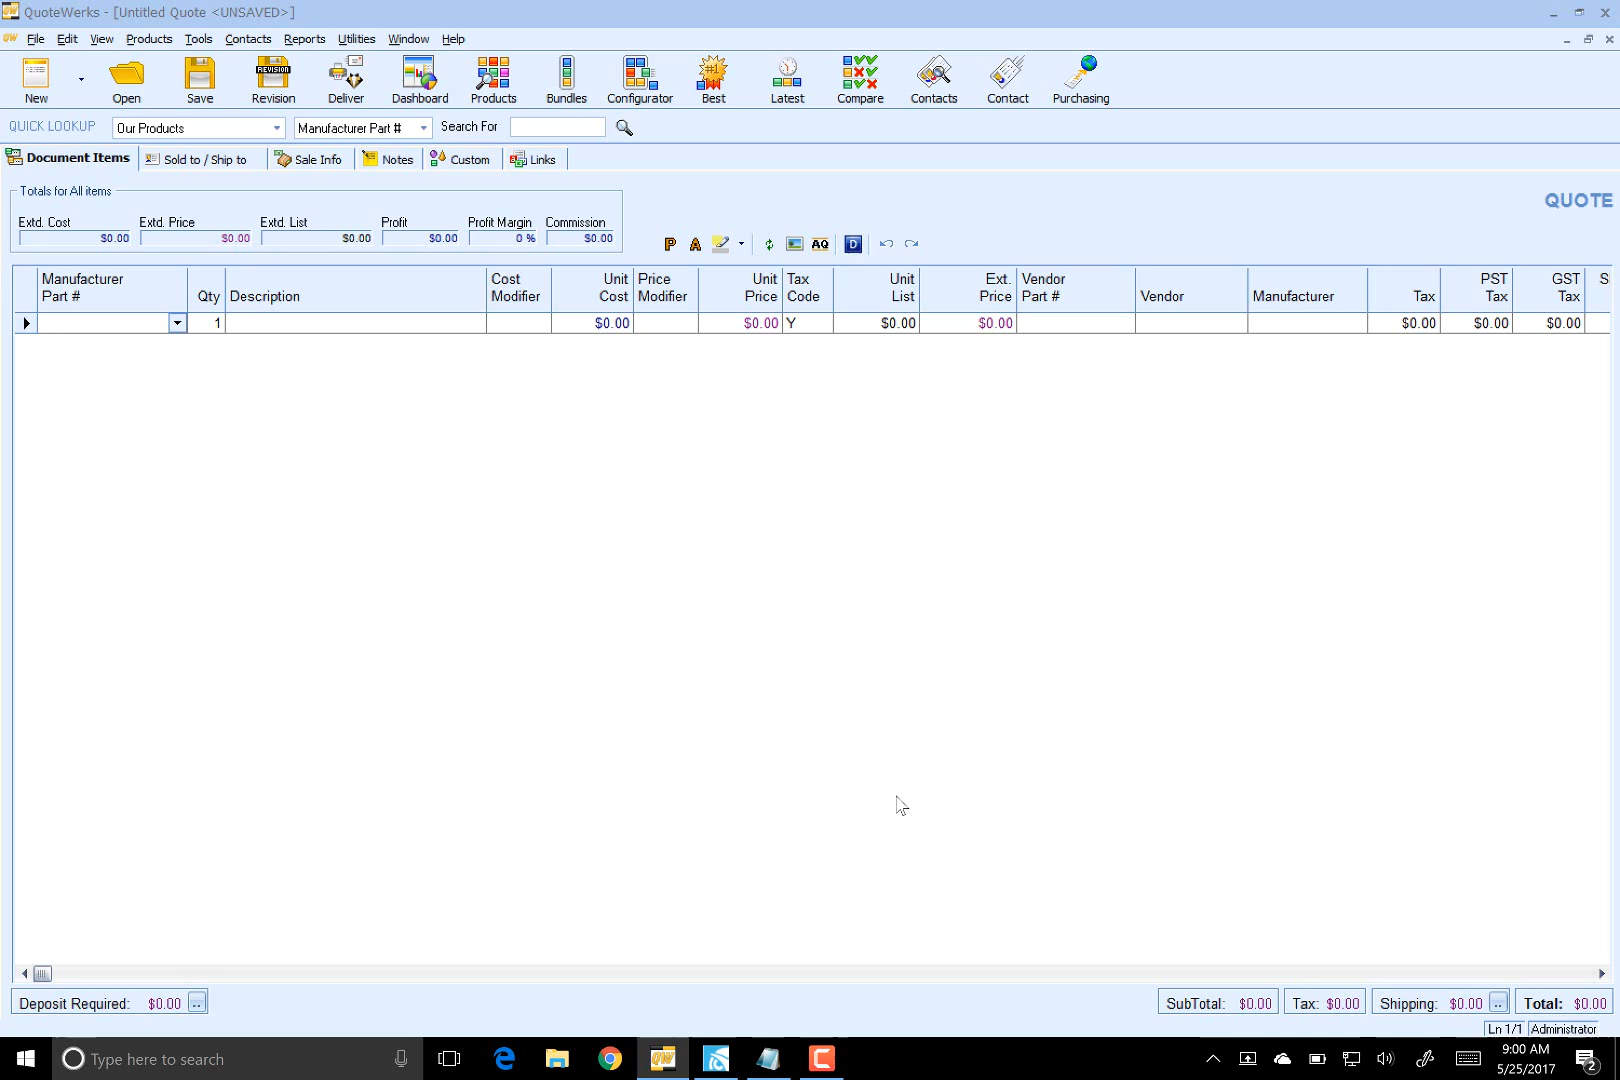 QuoteWerks - [Untitled Quote <UNSAVED>]
File Edit View Products Tools Contacts Reports Utilities Window Help
New Open Save Revision Deliver Dashboard Products Bundles Configurator Best Latest Compare Contacts Contact Purchasing
REVISION
#1
QUICK LOOKUP Our Products Manufacturer Part # Search For
Document Items Sold to / Ship to Sale Info Notes Custom Links
Totals for All items
QUOTE
Extd. Cost Extd. Price Extd. List Profit Profit Margin Commission
$0.00 $0.00 $0.00 $0.00 0 % $0.00
P A AQ D
Manufacturer Part # Qty Description Cost Modifier Unit Cost Price Modifier Unit Price Tax Code Unit List Ext. Price Vendor Part # Vendor Manufacturer Tax PST Tax GST Tax S
1 $0.00 $0.00 Y $0.00 $0.00 $0.00 $0.00 $0.00
Deposit Required: $0.00 .. SubTotal: $0.00 Tax: $0.00 Shipping: $0.00 .. Total: $0.00
Ln 1/1 Administrator
Type here to search
QW
9:00 AM
5/25/2017
2